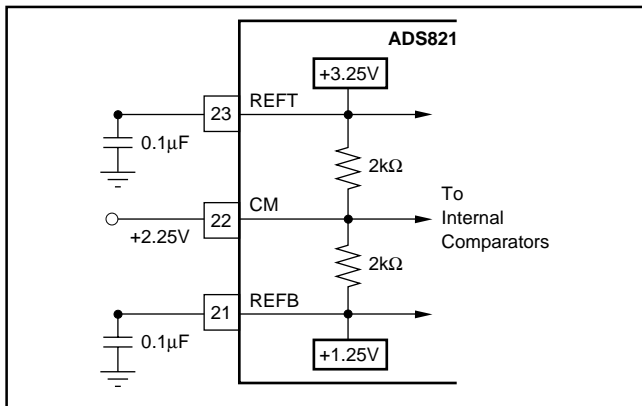 ADS821
+3.25V
REFT
23
0.1µF
2kΩ
To
Internal
Comparators
CM
22
+2.25V
2kΩ
REFB
21
0.1µF
+1.25V